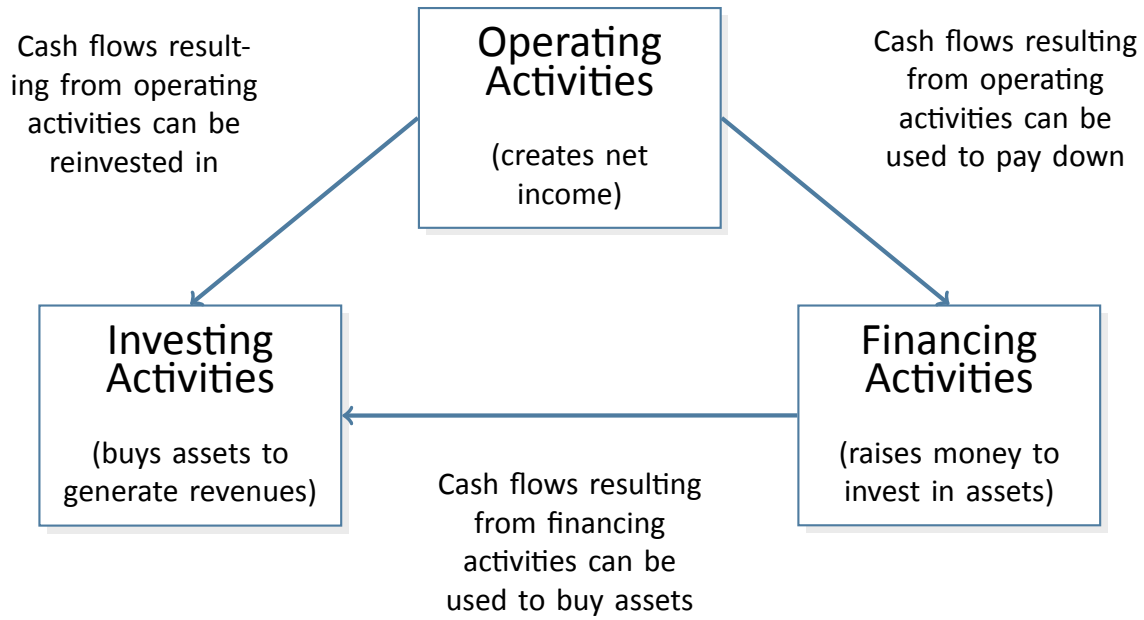 Cash flows result-
ing from operating
activities can be
reinvested in
Operating
Activities
(creates net
income)
Cash flows resulting
from operating
activities can be
used to pay down
Investing
Activities
(buys assets to
generate revenues)
Cash flows resulting
from financing
activities can be
used to buy assets
Financing
Activities
(raises money to
invest in assets)